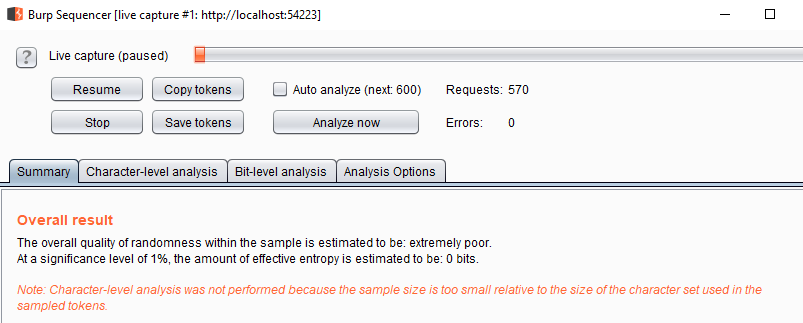 Burp Sequencer [live capture #1: http://localhost:54223]
? Live capture (paused)
Resume Copy tokens Auto analyze (next: 600) Requests: 570
Stop Save tokens Analyze now Errors: 0
Summary Character-level analysis Bit-level analysis Analysis Options
Overall result
The overall quality of randomness within the sample is estimated to be: extremely poor.
At a significance level of 1%, the amount of effective entropy is estimated to be: 0 bits.
Note: Character-level analysis was not performed because the sample size is too small relative to the size of the character set used in the
sampled tokens.